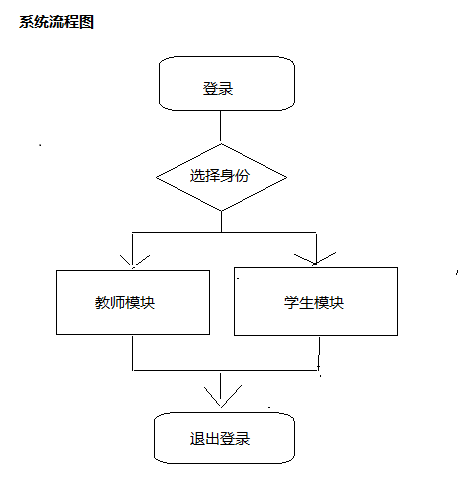 系统流程图
登录
选择身份
教师模块
学生模块
退出登录